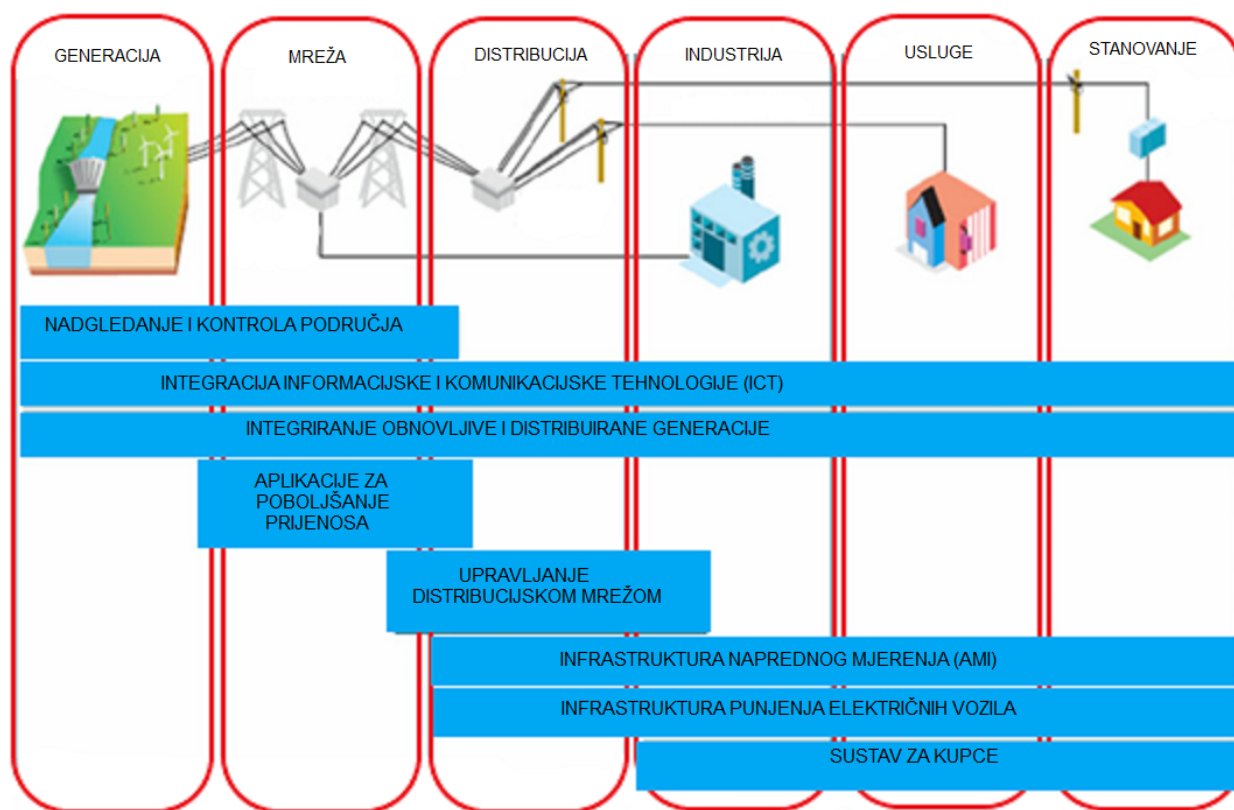 GENERACIJA
MREŽA
DISTRIBUCIJA
INDUSTRIJA
USLUGE
STANOVANJE
NADGLEDANJE I KONTROLA PODRUČJA
INTEGRACIJA INFORMACIJSKE I KOMUNIKACIJSKE TEHNOLOGIJE (ICT)
INTEGRIRANJE OBNOVLJIVE I DISTRIBUIRANE GENERACIJE
APLIKACIJE ZA
POBOLJŠANJE
PRIJENOSA
UPRAVLJANJE
DISTRIBUCIJSKOM MREŽOM
INFRASTRUKTURA NAPREDNOG MJERENJA (AMI)
INFRASTRUKTURA PUNJENJA ELEKTRIČNIH VOZILA
SUSTAV ZA KUPCE